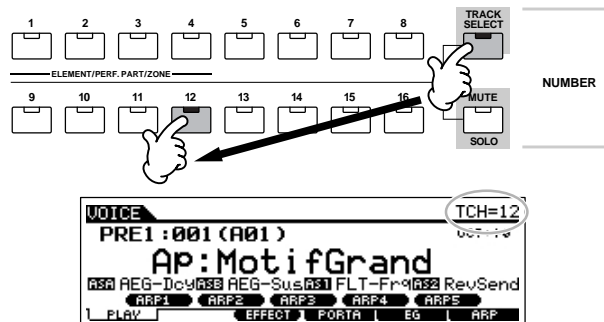 1 2 3 4 5 6 7 8
TRACK SELECT
ELEMENT/PERF. PART/ZONE
NUMBER
9 10 11 12 13 14 15 16
MUTE
SOLO
VOICE TCH=12
PRE1:001(A01)
AP:MotifGrand
ASA AEG-Dcy ASB AEG-Sus AS1 FLT-Frq AS2 RevSend
ARP1 ARP2 ARP3 ARP4 ARP5
PLAY EFFECT PORTA EG ARP